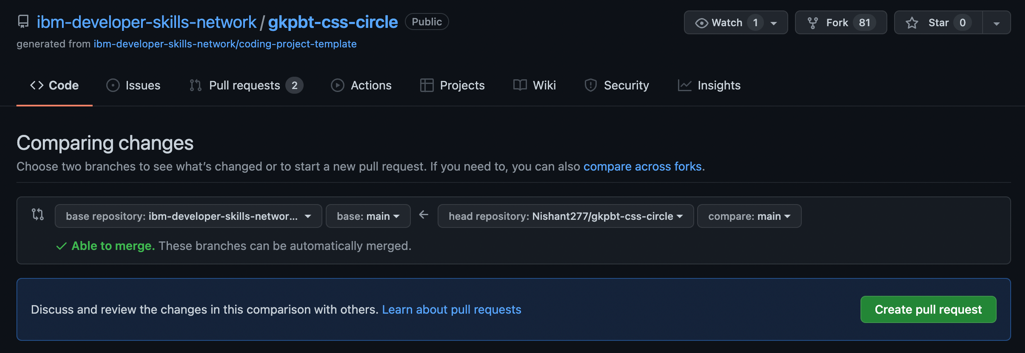 ibm-developer-skills-network / gkpbt-css-circle Public Watch 1 Fork 81 Star 0
generated from ibm-developer-skills-network/coding-project-template
Code Issues Pull requests 2 Actions Projects Wiki Security Insights
Comparing changes
Choose two branches to see what's changed or to start a new pull request. If you need to, you can also compare across forks.
base repository: ibm-developer-skills-networ... base: main ← head repository: Nishant277/gkpbt-css-circle compare: main
✓ Able to merge. These branches can be automatically merged.
Discuss and review the changes in this comparison with others. Learn about pull requests Create pull request